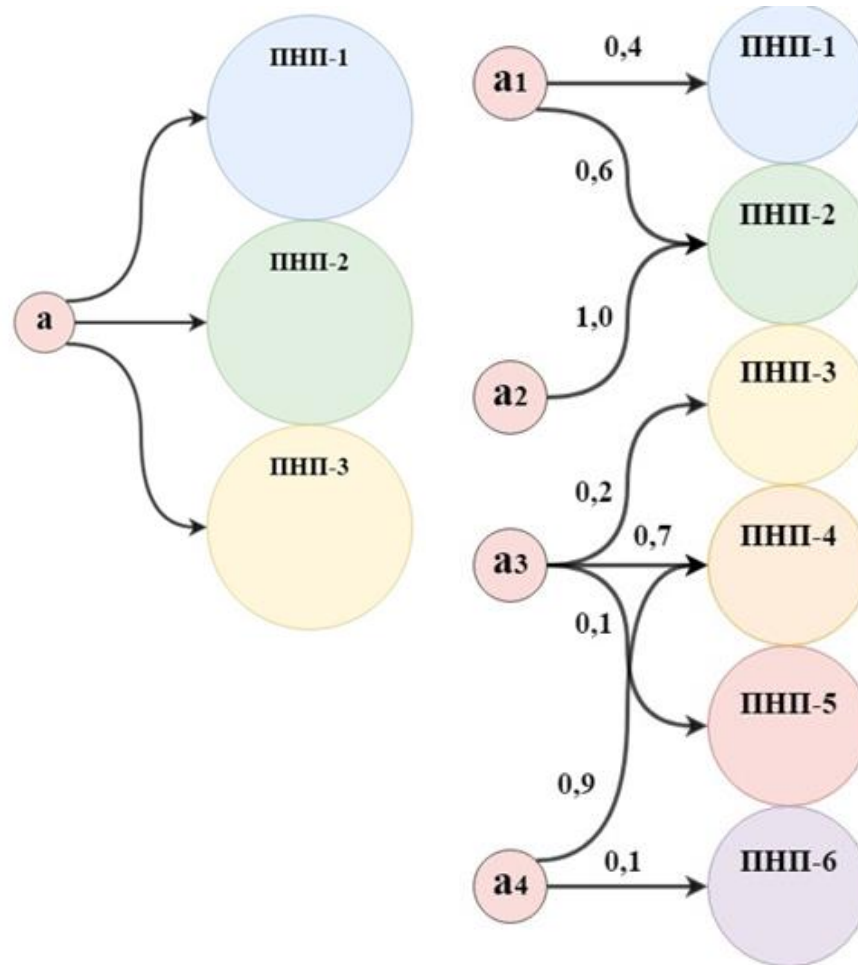 ПНП-1
a
ПНП-2
ПНП-3
a1
0,4
ПНП-1
0,6
ПНП-2
1,0
a2
ПНП-3
0,2
a3
0,7
ПНП-4
0,1
ПНП-5
0,9
a4
0,1
ПНП-6